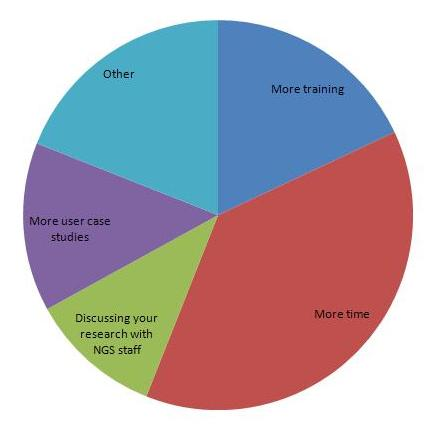 Other
More training
More user case
studies
More time
Discussing your
research with
NGS staff